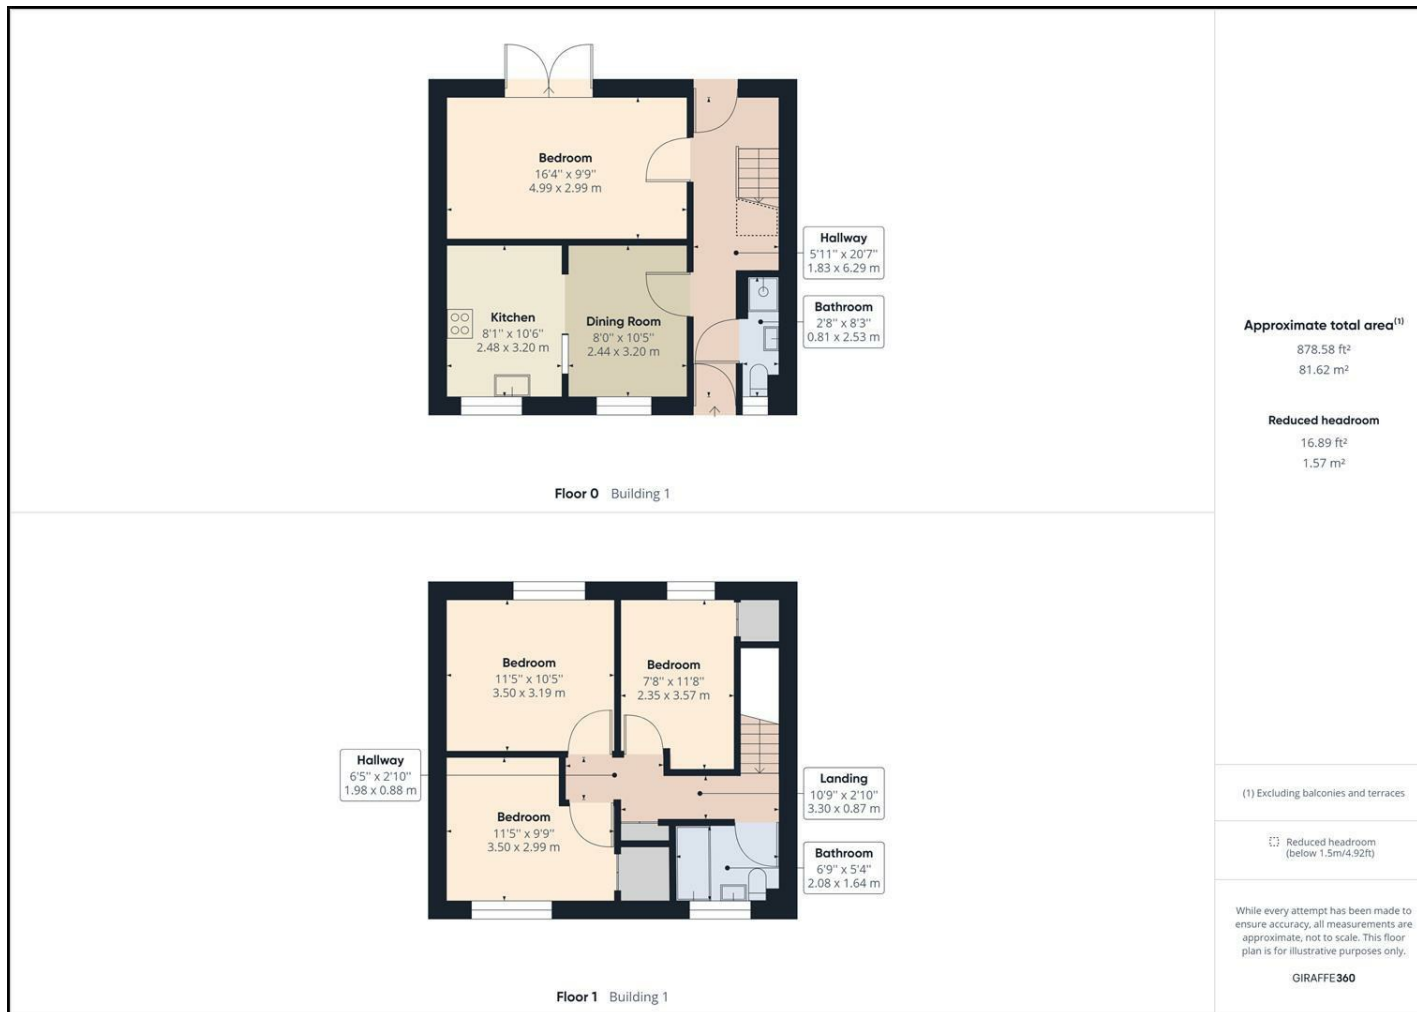 Bedroom
16'4" x 9'9"
4.99 x 2.99 m
Hallway
5'11" x 20'7"
1.83 x 6.29 m
Bathroom
2'8" x 8'3"
0.81 x 2.53 m
Kitchen
8'1" x 10'6"
2.48 x 3.20 m
Dining Room
8'0" x 10'5"
2.44 x 3.20 m
Floor 0 Building 1
Bedroom
11'5" x 10'5"
3.50 x 3.19 m
Bedroom
7'8" x 11'8"
2.35 x 3.57 m
Hallway
6'5" x 2'10"
1.98 x 0.88 m
Landing
10'9" x 2'10"
3.30 x 0.87 m
Bedroom
11'5" x 9'9"
3.50 x 2.99 m
Bathroom
6'9" x 5'4"
2.08 x 1.64 m
Floor 1 Building 1
Approximate total area(1)
878.58 ft²
81.62 m²
Reduced headroom
16.89 ft²
1.57 m²
(1) Excluding balconies and terraces
Reduced headroom
(below 1.5m/4.92ft)
While every attempt has been made to
ensure accuracy, all measurements are
approximate, not to scale. This floor
plan is for illustrative purposes only.
GIRAFFE360